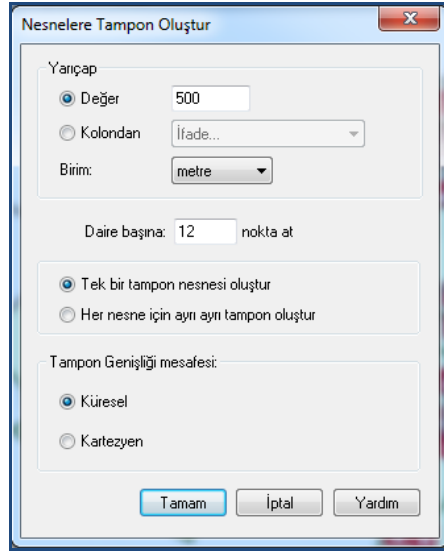 Nesnelere Tampon Oluştur
Yarıçap
Değer 500
Kolondan İfade...
Birim: metre
Daire başına: 12 nokta at
Tek bir tampon nesnesi oluştur
Her nesne için ayrı ayrı tampon oluştur
Tampon Genişliği mesafesi:
Küresel
Kartezyen
Tamam İptal Yardım